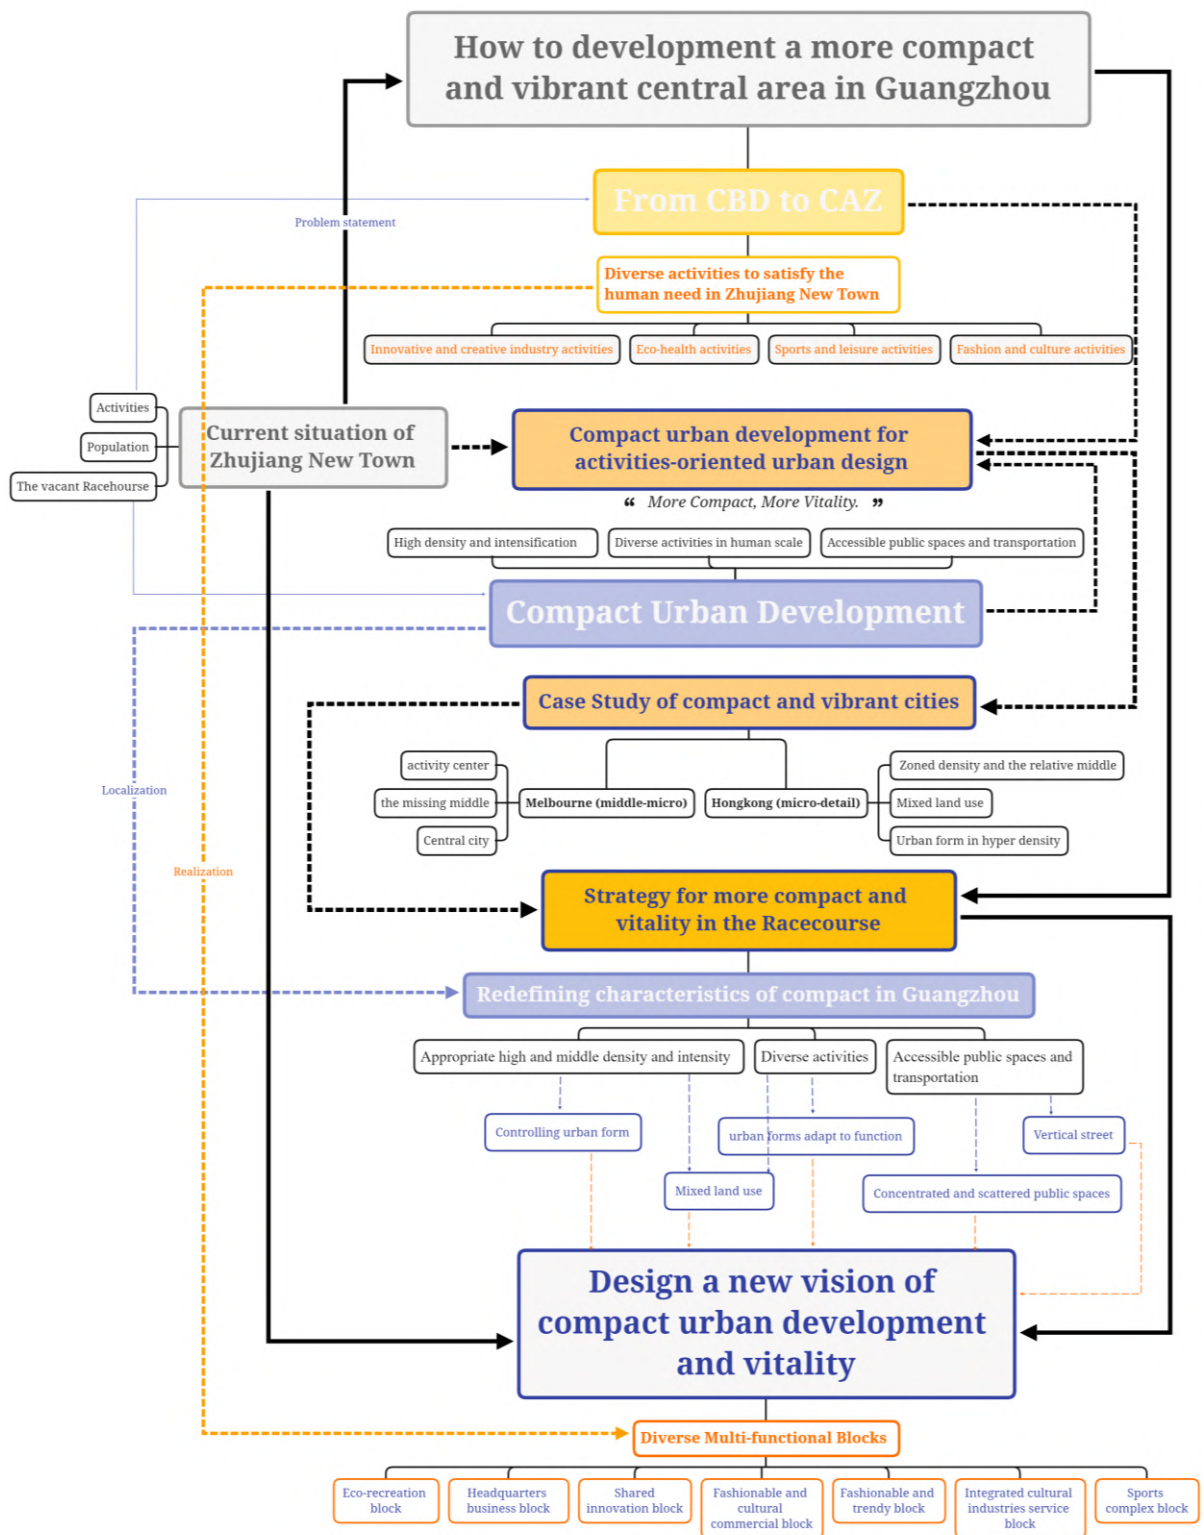 How to development a more compact
and vibrant central area in Guangzhou
From CBD to CAZ
Problem statement
Diverse activities to satisfy the
human need in Zhujiang New Town
Innovative and creative industry activities
Eco-health activities
Sports and leisure activities
Fashion and culture activities
Activities
Population
The vacant Racehourse
Current situation of
Zhujiang New Town
Compact urban development for
activities-oriented urban design
“ More Compact, More Vitality. ”
High density and intensification
Diverse activities in human scale
Accessible public spaces and transportation
Compact Urban Development
Case Study of compact and vibrant cities
activity center
the missing middle
Central city
Melbourne (middle-micro)
Hongkong (micro-detail)
Zoned density and the relative middle
Mixed land use
Urban form in hyper density
Localization
Realization
Strategy for more compact and
vitality in the Racecourse
Redefining characteristics of compact in Guangzhou
Appropriate high and middle density and intensity
Diverse activities
Accessible public spaces and
transportation
Controlling urban form
urban forms adapt to function
Vertical street
Mixed land use
Concentrated and scattered public spaces
Design a new vision of
compact urban development
and vitality
Diverse Multi-functional Blocks
Eco-recreation
block
Headquarters
business block
Shared
innovation block
Fashionable and
cultural
commercial block
Fashionable and
trendy block
Integrated cultural
industries service
block
Sports
complex block